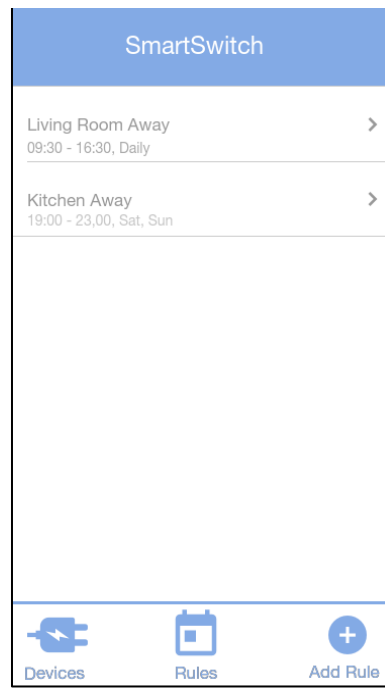 SmartSwitch
Living Room Away
09:30 - 16:30, Daily
Kitchen Away
19:00 - 23,00, Sat, Sun
Devices
Rules
Add Rule